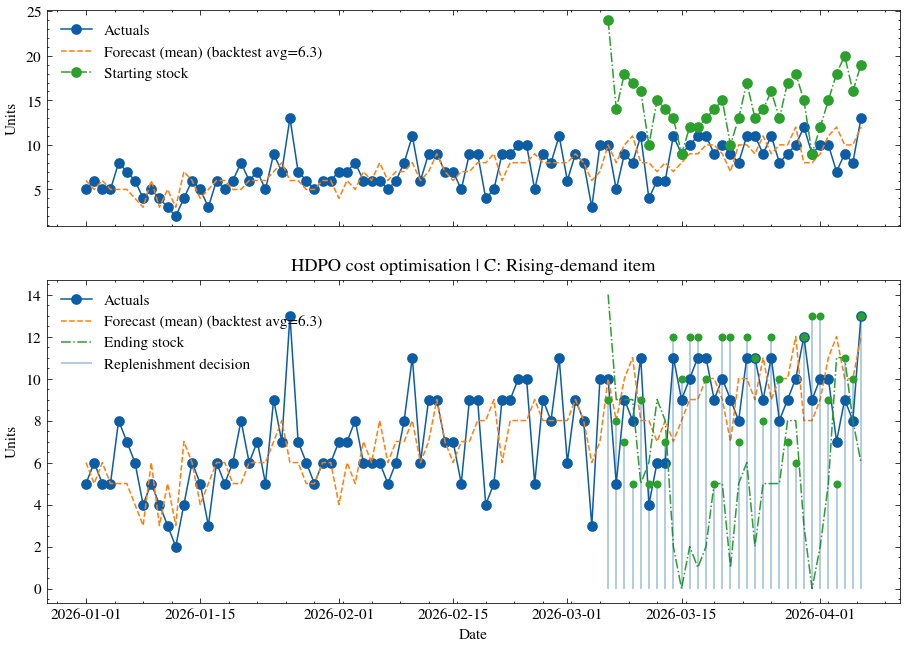 25
20
15
10
5
Units
Actuals
Forecast (mean) (backtest avg=6.3)
Starting stock
HDPO cost optimisation | C: Rising-demand item
14
12
10
8
6
4
2
0
Units
Actuals
Forecast (mean) (backtest avg=6.3)
Ending stock
Replenishment decision
2026-01-01
2026-01-15
2026-02-01
2026-02-15
2026-03-01
2026-03-15
2026-04-01
Date